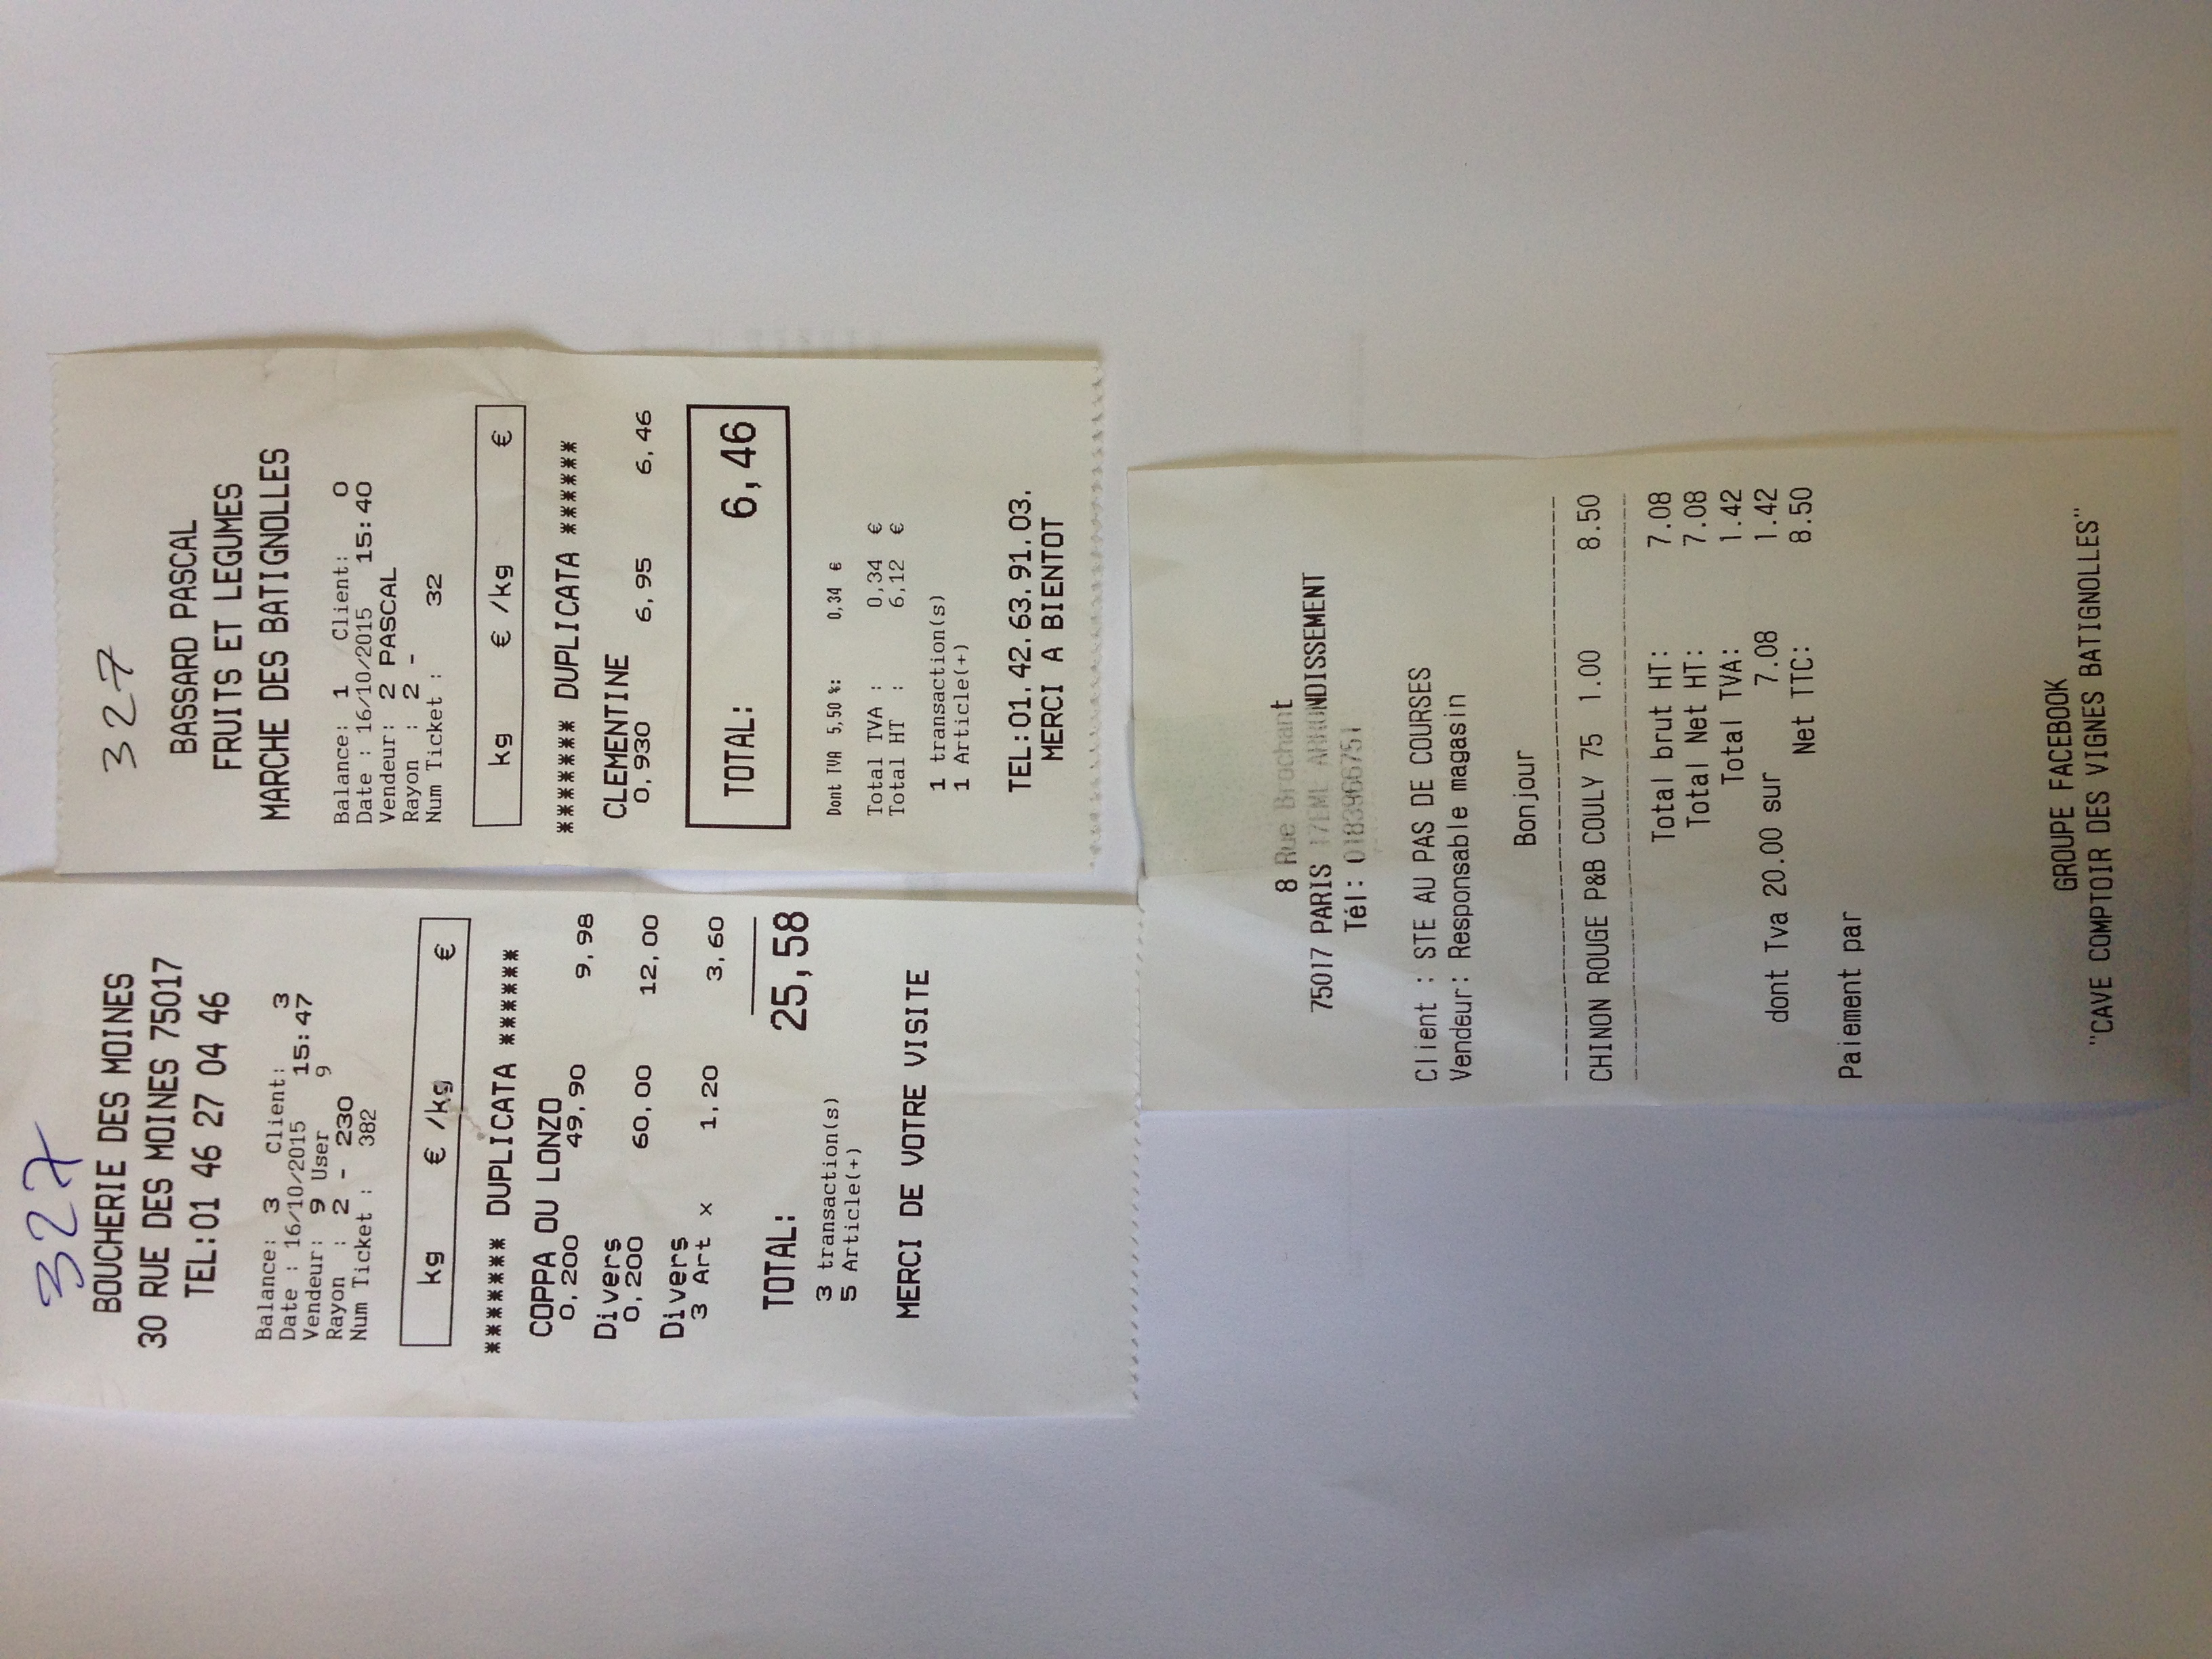 327
BOUCHERIE DES MOINES
30 RUE DES MOINES 75017
TEL:01 46 27 04 46
Balance: 3 Client: 3
Date : 16/10/2015 15:47
Vendeur: 9 User 9
Rayon : 2 - 230
Num Ticket : 382
kg € /kg €
******* DUPLICATA ******
COPPA OU LONZO
0,200 49,90 9,98
Divers
0,200 60,00 12,00
Divers
3 Art x 1,20 3,60
TOTAL: 25,58
3 transaction(s)
5 Article(+)
MERCI DE VOTRE VISITE
327
BASSARD PASCAL
FRUITS ET LEGUMES
MARCHE DES BATIGNOLLES
Balance: 1 Client: 0
Date : 16/10/2015 15:40
Vendeur: 2 PASCAL
Rayon : 2 -
Num Ticket : 32
kg € /kg €
******* DUPLICATA ******
CLEMENTINE
0,930 6,95 6,46
TOTAL: 6,46
Dont TVA 5,50 %: 0,34 €
Total TVA : 0,34 €
Total HT : 6,12 €
1 transaction(s)
1 Article(+)
TEL:01.42.63.91.03.
MERCI A BIENTOT
8 Rue Brochant
75017 PARIS 17EME ARRONDISSEMENT
Tél: 0183966751
Client : STE AU PAS DE COURSES
Vendeur: Responsable magasin
Bonjour
CHINON ROUGE P&B COULY 75 1.00 8.50
Total brut HT: 7.08
Total Net HT: 7.08
Total TVA: 1.42
dont Tva 20.00 sur 7.08 1.42
Net TTC: 8.50
Paiement par
GROUPE FACEBOOK
"CAVE COMPTOIR DES VIGNES BATIGNOLLES"